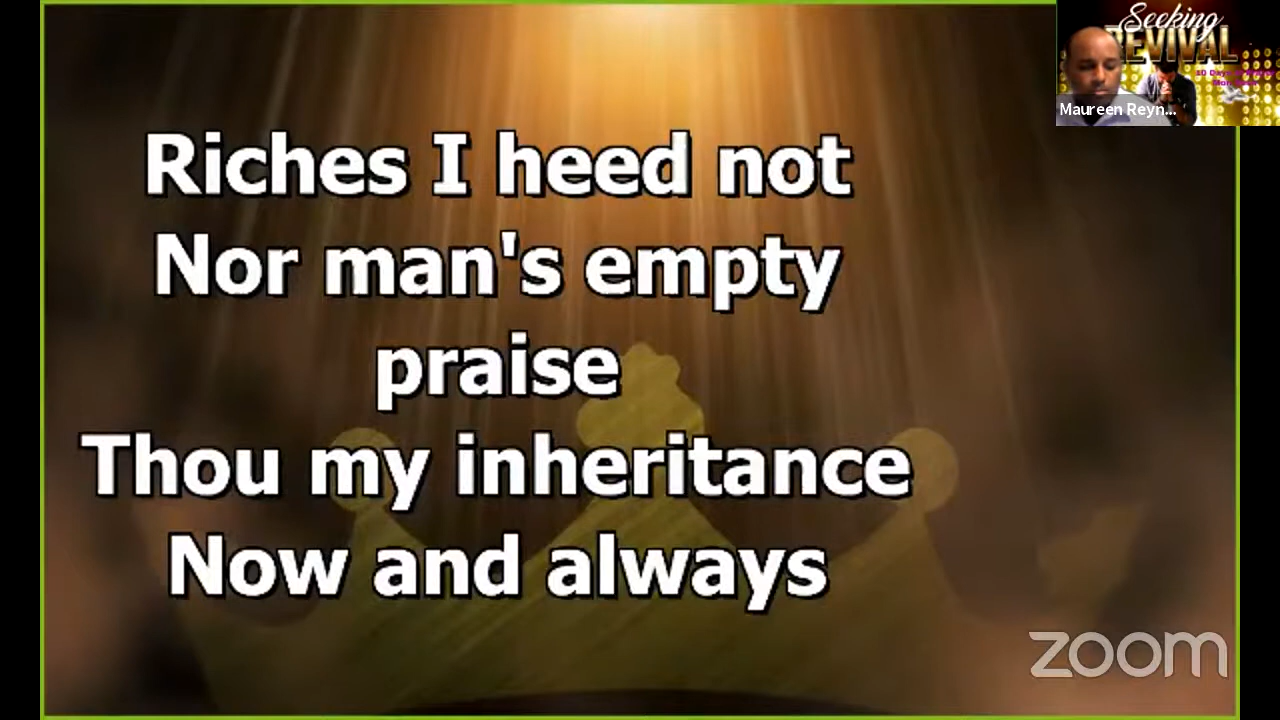 Riches I heed not
Nor man's empty
praise
Thou my inheritance
Now and always
Seeking
REVIVAL
Maureen Reyn...
zoom